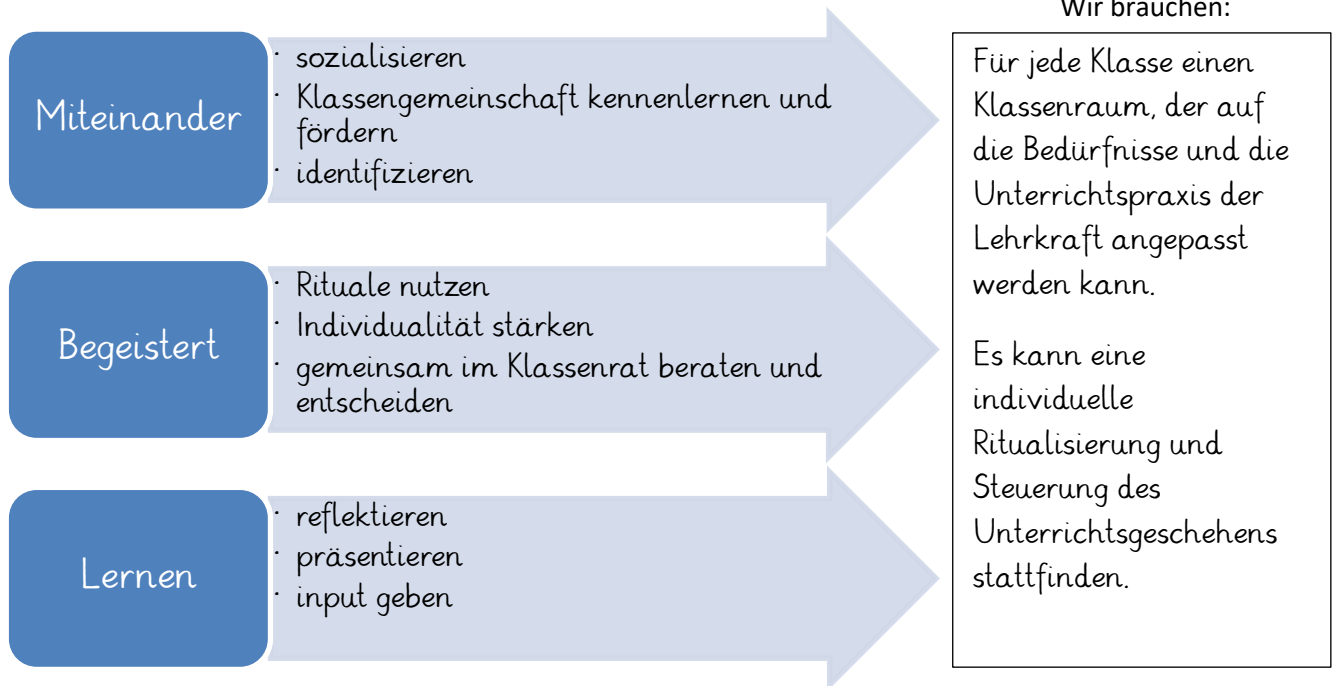 Miteinander
· sozialisieren
· Klassengemeinschaft kennenlernen und
fördern
· identifizieren
Begeistert
· Rituale nutzen
· Individualität stärken
· gemeinsam im Klassenrat beraten und
entscheiden
Lernen
· reflektieren
· präsentieren
· input geben
Wir brauchen:
Für jede Klasse einen
Klassenraum, der auf
die Bedürfnisse und die
Unterrichtspraxis der
Lehrkraft angepasst
werden kann.
Es kann eine
individuelle
Ritualisierung und
Steuerung des
Unterrichtsgeschehens
stattfinden.